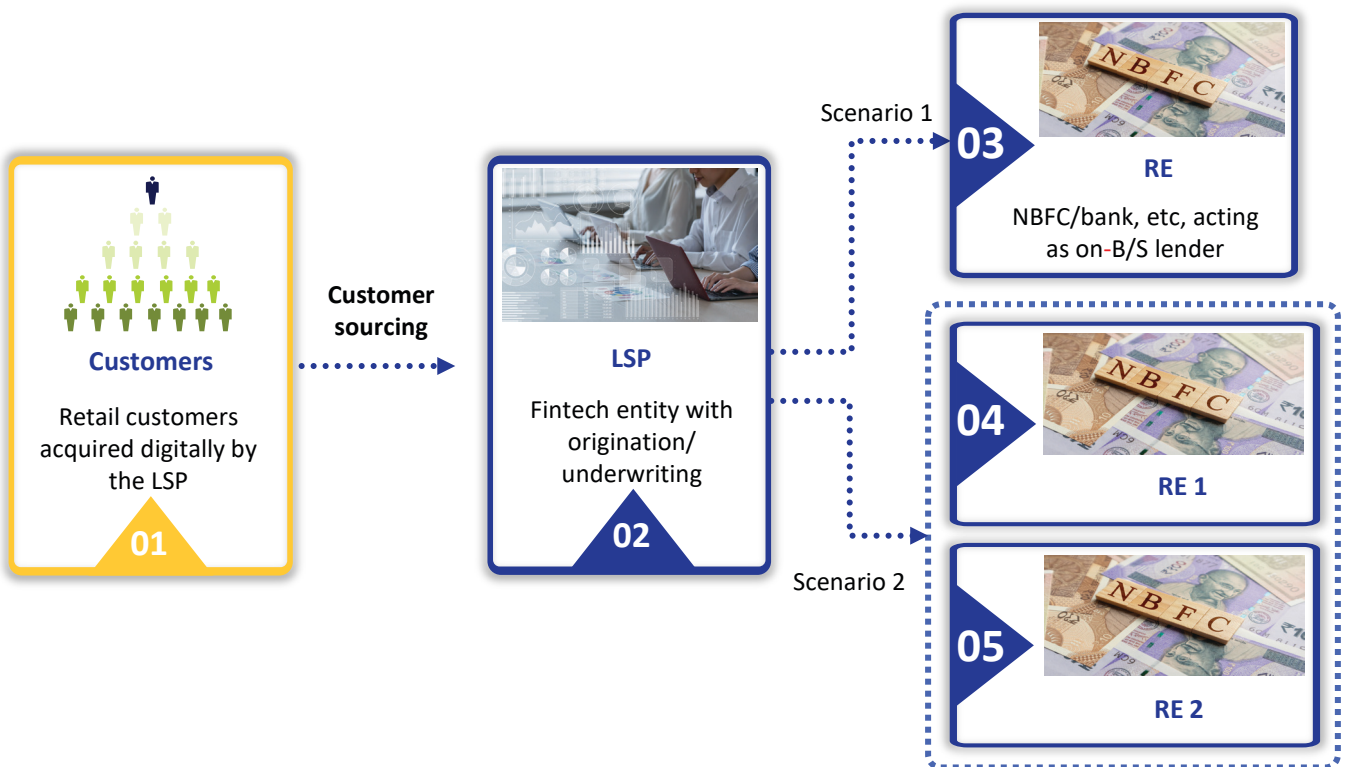 Customers
Retail customers
acquired digitally by
the LSP
01
Customer
sourcing
LSP
Fintech entity with
origination/
underwriting
02
Scenario 1
03
NBFC
RE
NBFC/bank, etc, acting
as on-B/S lender
Scenario 2
04
NBFC
RE 1
05
NBFC
RE 2